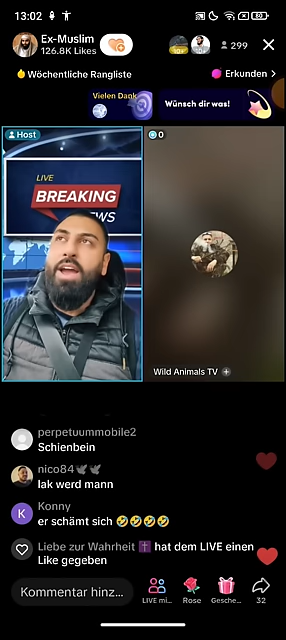 13:02
80
Ex-Muslim
126.8K Likes
299
Wöchentliche Rangliste
Erkunden >
Vielen Dank
Wünsch dir was!
Host
0
LIVE
BREAKING
NEWS
Wild Animals TV +
perpetuummobile2
Schienbein
nico84🕊️🕊️
lak werd mann
K
Konny
er schämt sich 🤣🤣🤣🤣
Liebe zur Wahrheit ✝️ hat dem LIVE einen
Like gegeben
Kommentar hinz...
LIVE mi...
Rose
Gesche...
32